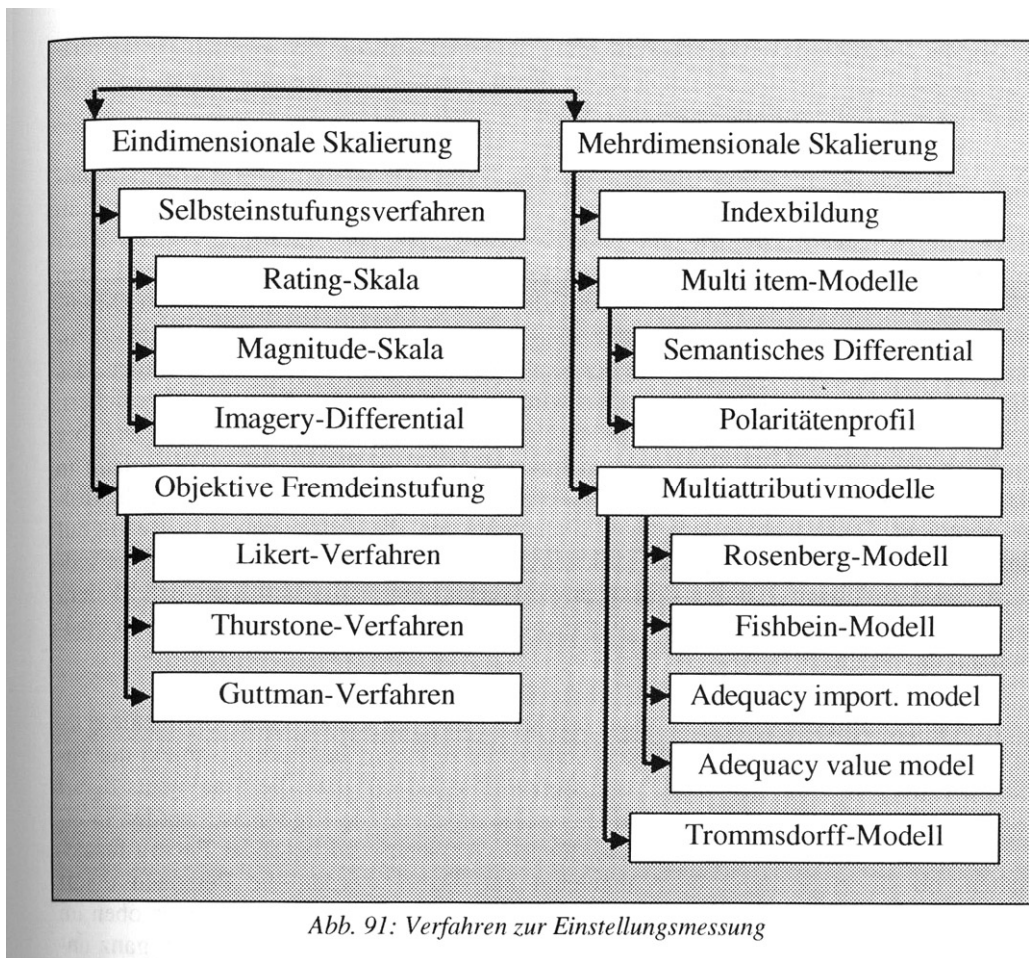 Eindimensionale Skalierung
Selbsteinstufungsverfahren
Rating-Skala
Magnitude-Skala
Imagery-Differential
Objektive Fremdeinstufung
Likert-Verfahren
Thurstone-Verfahren
Guttman-Verfahren
Mehrdimensionale Skalierung
Indexbildung
Multi item-Modelle
Semantisches Differential
Polaritätenprofil
Multiattributivmodelle
Rosenberg-Modell
Fishbein-Modell
Adequacy import. model
Adequacy value model
Trommsdorff-Modell
Abb. 91: Verfahren zur Einstellungsmessung